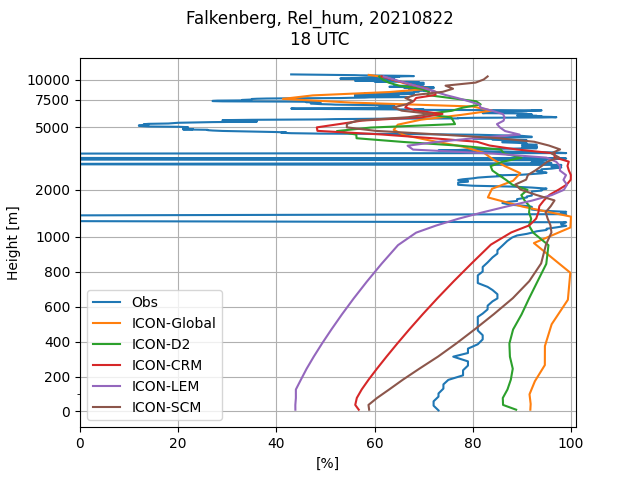 Falkenberg, Rel_hum, 20210822
18 UTC
10000
7500
5000
2000
1000
800
600
400
200
0
Height [m]
Obs
ICON-Global
ICON-D2
ICON-CRM
ICON-LEM
ICON-SCM
0 20 40 60 80 100
[%]